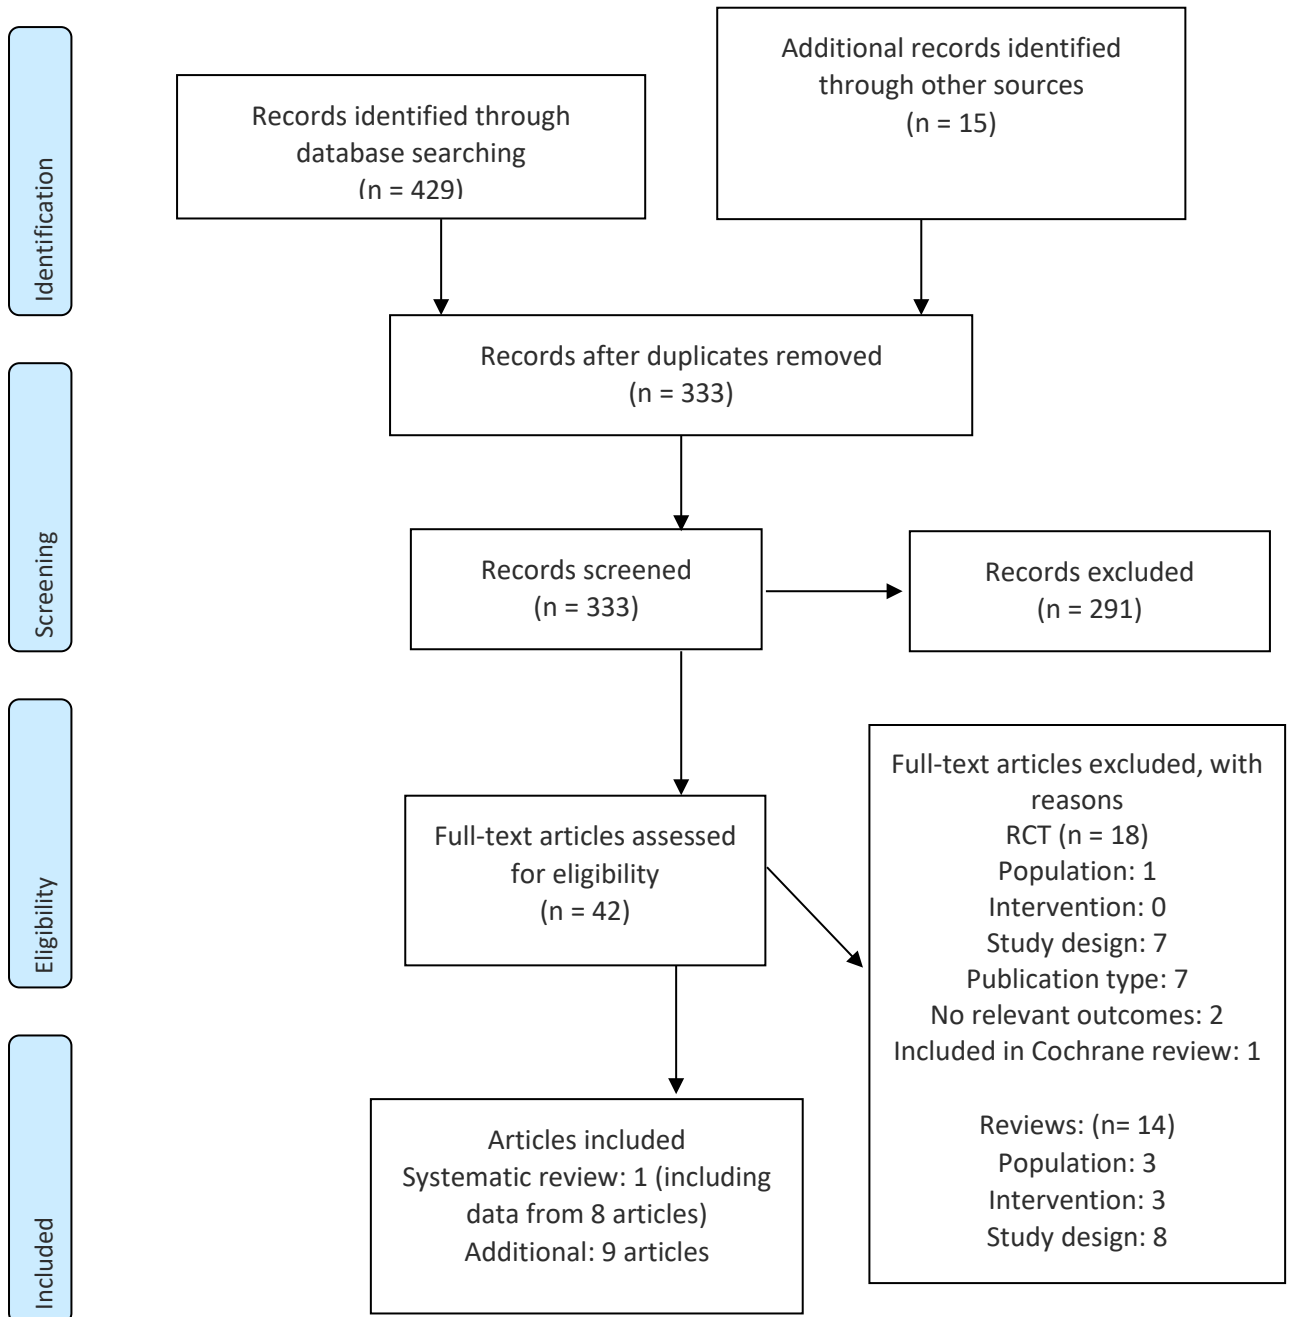 Identification
Records identified through
database searching
(n = 429)
Additional records identified
through other sources
(n = 15)
Records after duplicates removed
(n = 333)
Screening
Records screened
(n = 333)
Records excluded
(n = 291)
Eligibility
Full-text articles assessed
for eligibility
(n = 42)
Full-text articles excluded, with
reasons
RCT (n = 18)
Population: 1
Intervention: 0
Study design: 7
Publication type: 7
No relevant outcomes: 2
Included in Cochrane review: 1
Reviews: (n= 14)
Population: 3
Intervention: 3
Study design: 8
Included
Articles included
Systematic review: 1 (including
data from 8 articles)
Additional: 9 articles